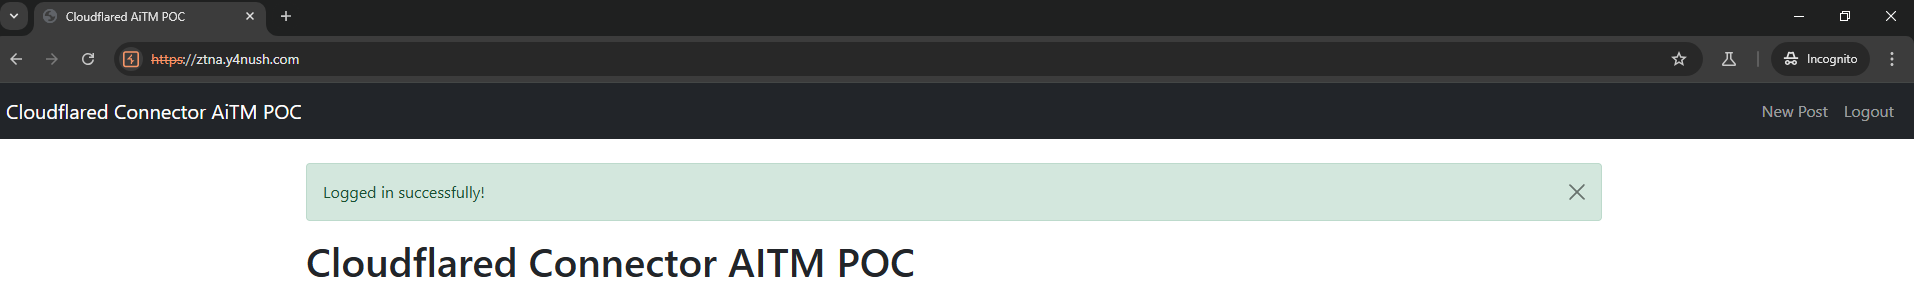 Cloudflared AiTM POC
https://ztna.y4nush.com
Incognito
Cloudflared Connector AiTM POC
New Post
Logout
Logged in successfully!
Cloudflared Connector AITM POC